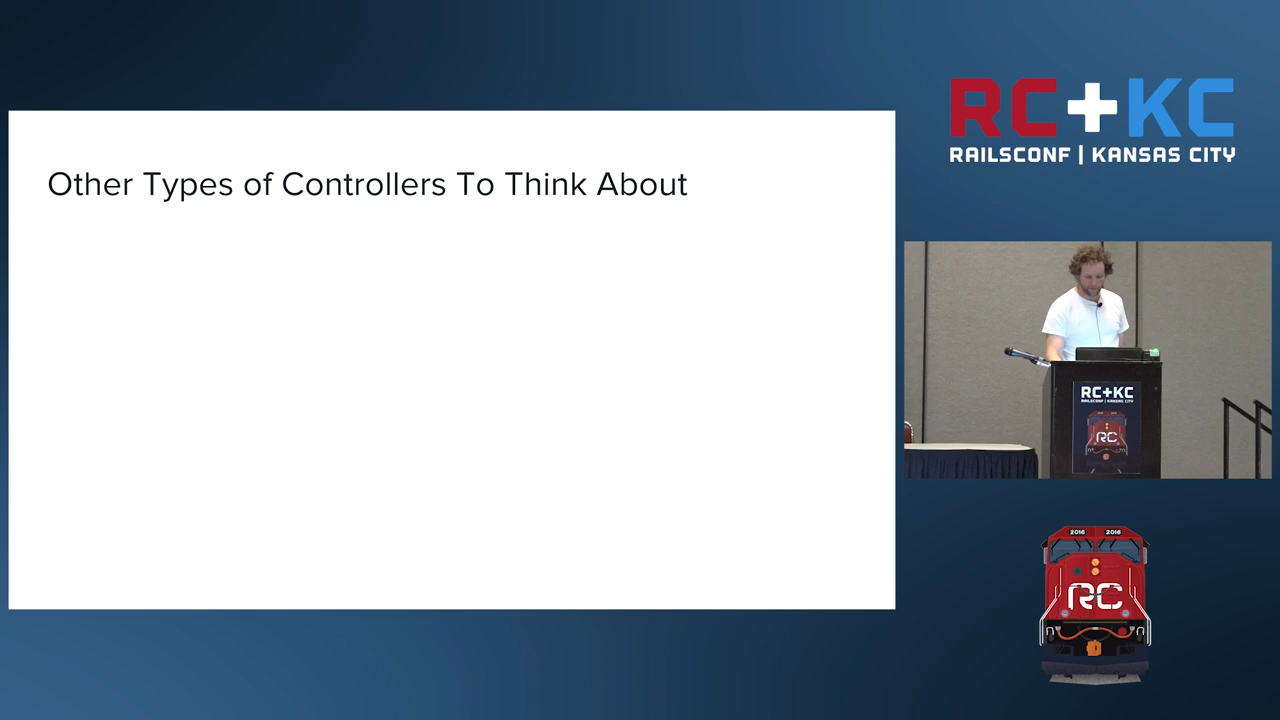 Other Types of Controllers To Think About
RC+KC
RAILSCONF | KANSAS CITY
RC+KC
RAILSCONF | KANSAS CITY
RC
2016 2016
RC